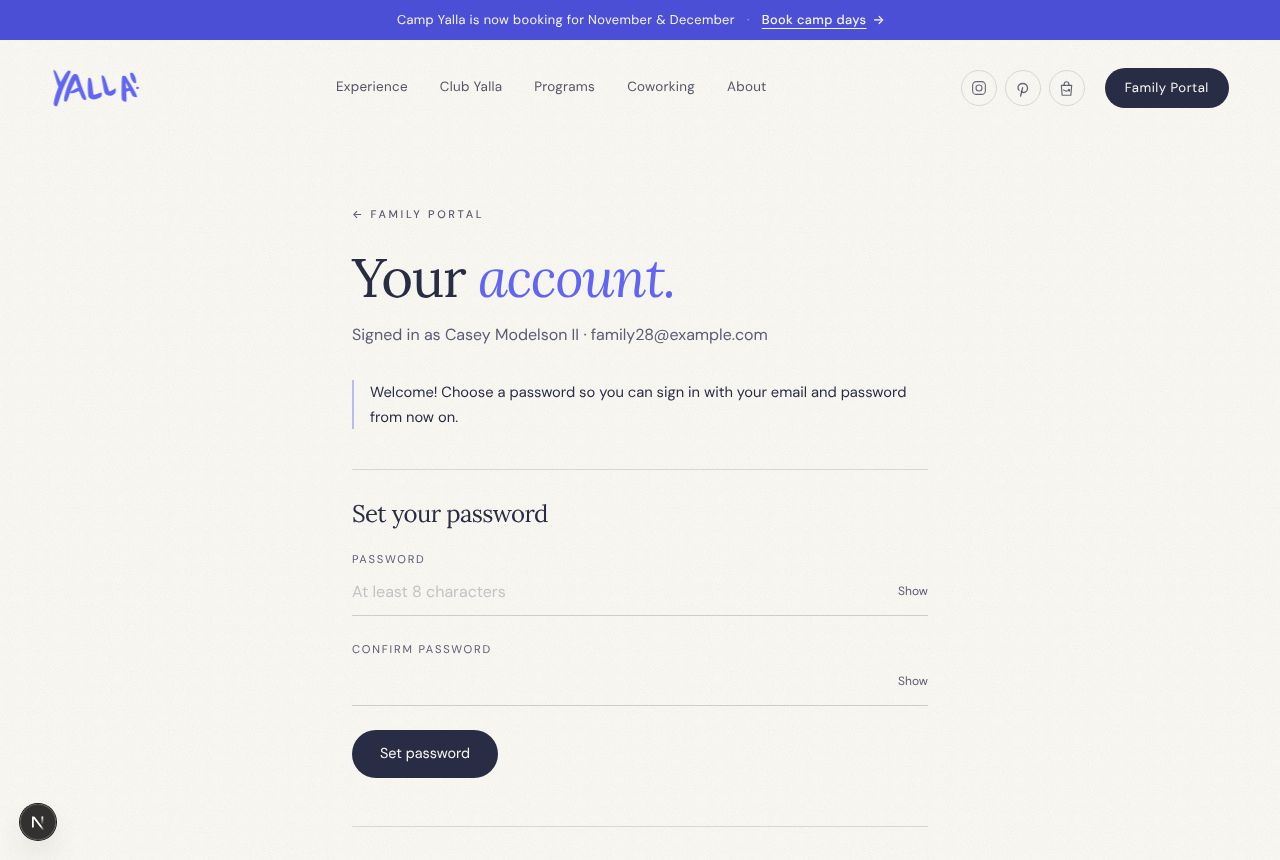 Camp Yalla is now booking for November & December · Book camp days →
YALLA
Experience Club Yalla Programs Coworking About Family Portal
← FAMILY PORTAL
Your account.
Signed in as Casey Modelson II · family28@example.com
Welcome! Choose a password so you can sign in with your email and password
from now on.
Set your password
PASSWORD
At least 8 characters Show
CONFIRM PASSWORD
Show
Set password
N